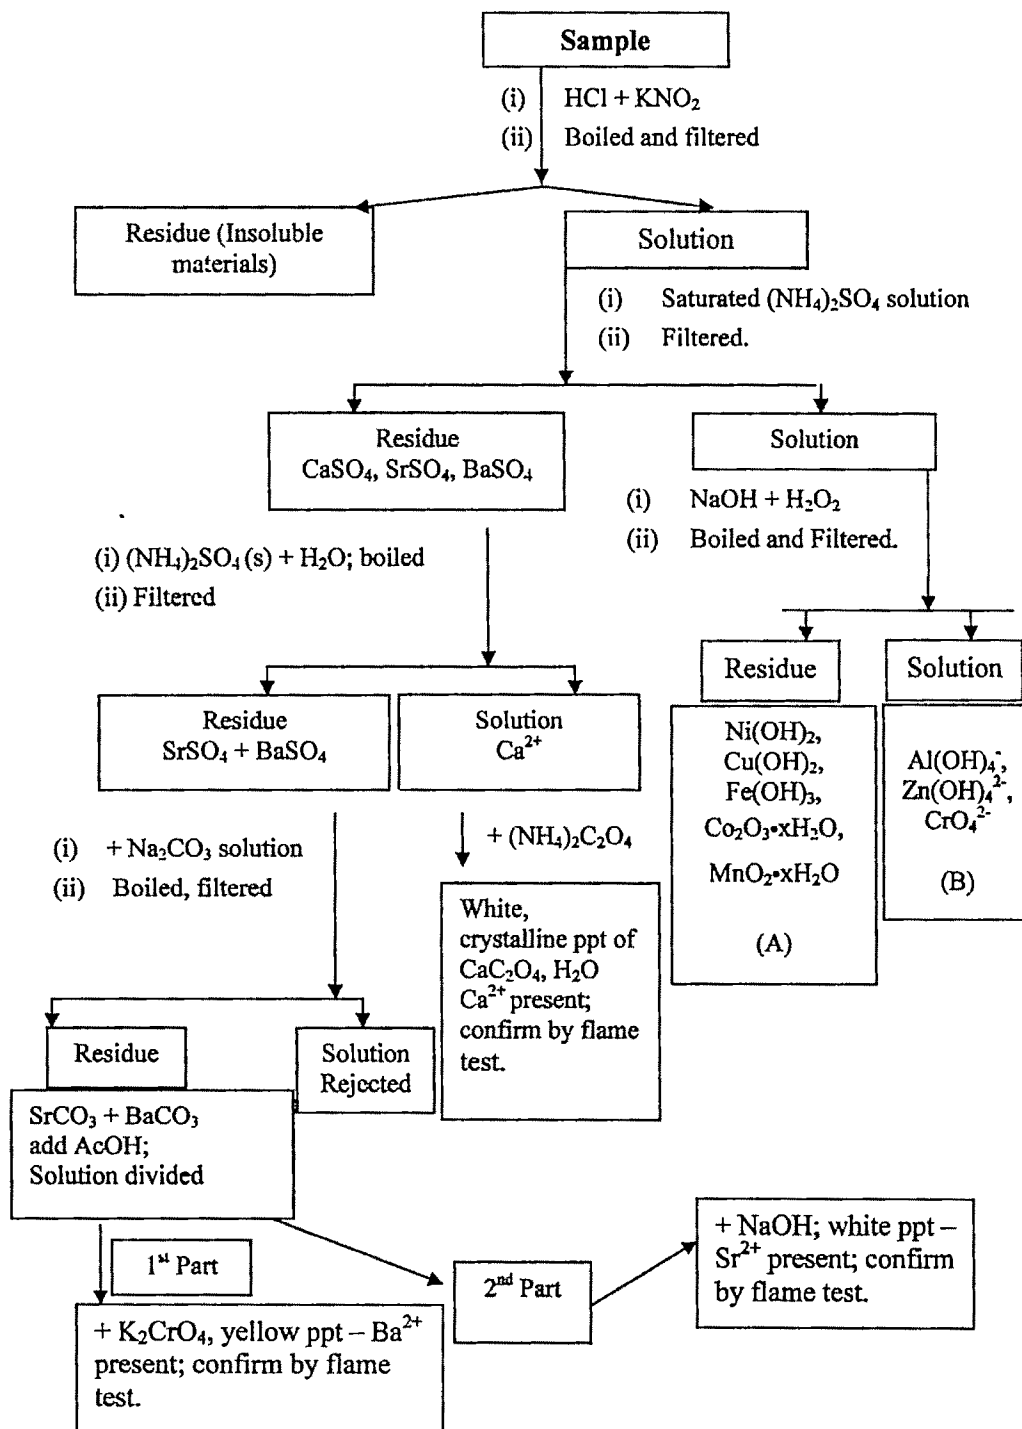 Sample
(i) HCl + KNO₂
(ii) Boiled and filtered
Residue (Insoluble
materials)
Solution
(i) Saturated (NH₄)₂SO₄ solution
(ii) Filtered.
Residue
CaSO₄, SrSO₄, BaSO₄
Solution
(i) NaOH + H₂O₂
(ii) Boiled and Filtered.
(i) (NH₄)₂SO₄ (s) + H₂O; boiled
(ii) Filtered
Residue
SrSO₄ + BaSO₄
Solution
Ca²⁺
Residue
Ni(OH)₂,
Cu(OH)₂,
Fe(OH)₃,
Co₂O₃•xH₂O,
MnO₂•xH₂O
(A)
Solution
Al(OH)₄⁻,
Zn(OH)₄²⁻,
CrO₄²⁻
(B)
(i) + Na₂CO₃ solution
(ii) Boiled, filtered
+ (NH₄)₂C₂O₄
White,
crystalline ppt of
CaC₂O₄, H₂O
Ca²⁺ present;
confirm by flame
test.
Residue
Solution
Rejected
SrCO₃ + BaCO₃
add AcOH;
Solution divided
1ˢᵗ Part
2ⁿᵈ Part
+ NaOH; white ppt –
Sr²⁺ present; confirm
by flame test.
+ K₂CrO₄, yellow ppt – Ba²⁺
present; confirm by flame
test.